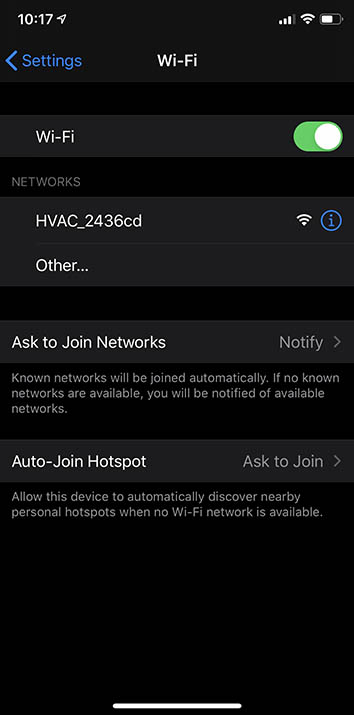 10:17
Settings
Wi-Fi
Wi-Fi
NETWORKS
HVAC_2436cd
Other...
Ask to Join Networks Notify
Known networks will be joined automatically. If no known
networks are available, you will be notified of available
networks.
Auto-Join Hotspot Ask to Join
Allow this device to automatically discover nearby
personal hotspots when no Wi-Fi network is available.